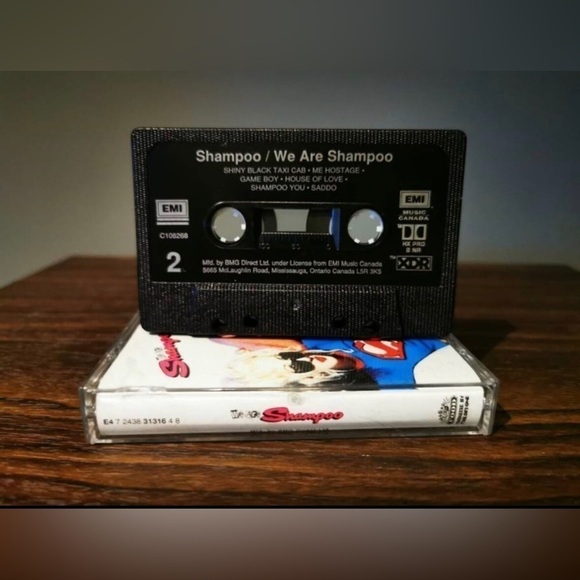 Shampoo / We Are Shampoo
SHINY BLACK TAXI CAB • ME HOSTAGE •
GAME BOY • HOUSE OF LOVE •
SHAMPOO YOU • SADDO
EMI
C108268
2
EMI
MUSIC
CANADA
HX PRO
B NR
XDR
Mfd. by BMG Direct Ltd. under License from EMI Music Canada
5665 McLaughlin Road, Mississauga, Ontario Canada L5R 3K5
Shampoo
E4 7 2438 31316 4 8
Shampoo